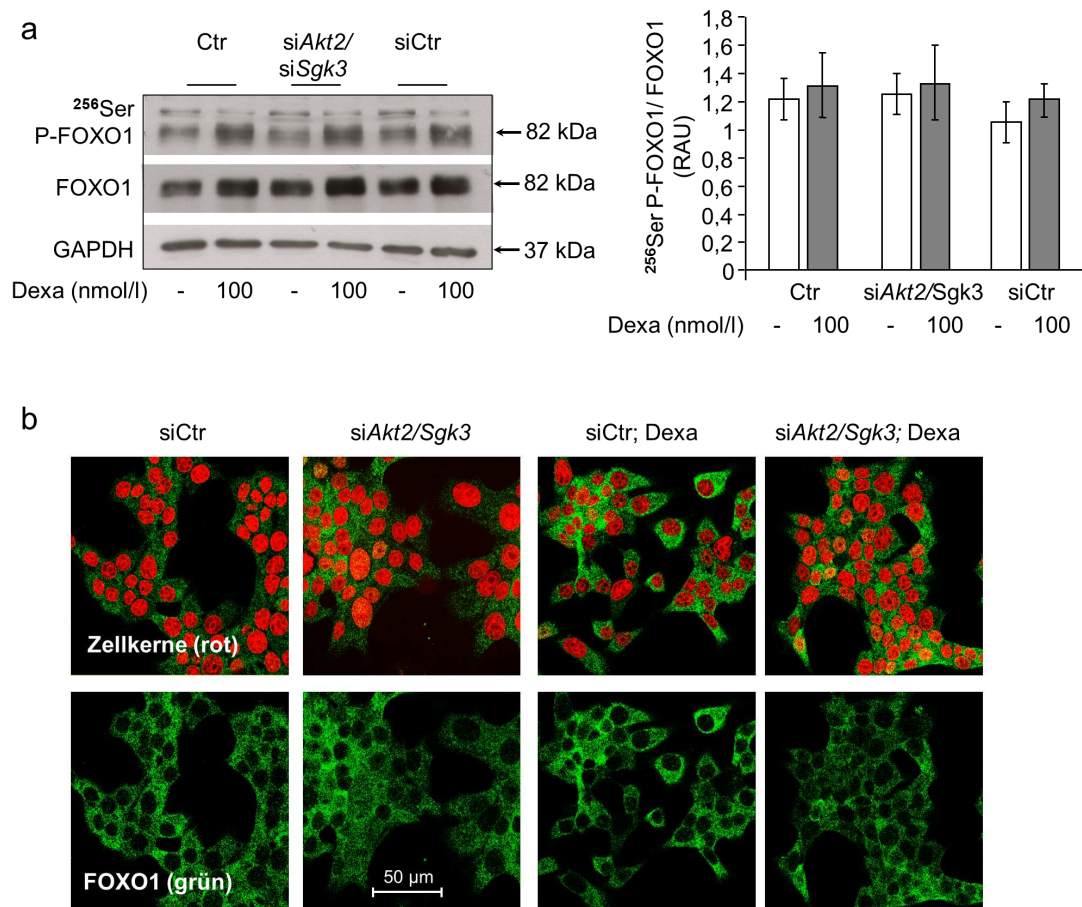 a
Ctr
siAkt2/
siSgk3
siCtr
²⁵⁶Ser
P-FOXO1
82 kDa
FOXO1
82 kDa
GAPDH
37 kDa
Dexa (nmol/l) - 100 - 100 - 100
²⁵⁶Ser P-FOXO1/ FOXO1
(RAU)
1,8
1,6
1,4
1,2
1
0,8
0,6
0,4
0,2
0
Ctr siAkt2/Sgk3 siCtr
Dexa (nmol/l) - 100 - 100 - 100
b
siCtr
siAkt2/Sgk3
siCtr; Dexa
siAkt2/Sgk3; Dexa
Zellkerne (rot)
FOXO1 (grün)
50 µm